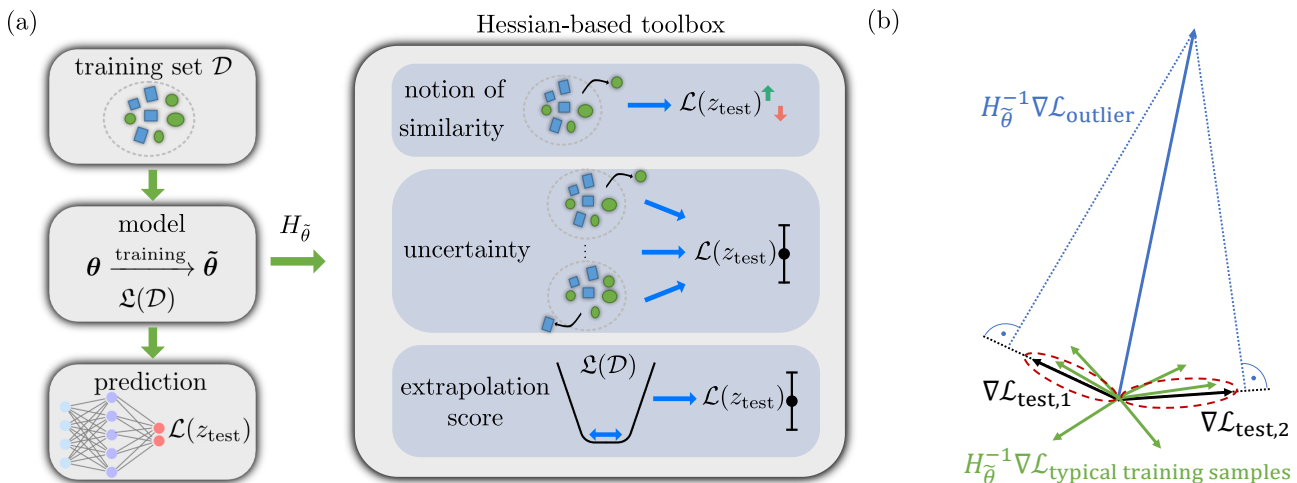 (a)
training set 𝒟
model
θ training θ̃
𝔏(𝒟)
prediction
ℒ(z_test)
H_θ̃
Hessian-based toolbox
notion of
similarity
ℒ(z_test)
uncertainty
⋮
ℒ(z_test)
extrapolation
score
𝔏(𝒟)
ℒ(z_test)
(b)
H_θ̃^{-1}∇ℒ_outlier
∇ℒ_test,1
∇ℒ_test,2
H_θ̃^{-1}∇ℒ_typical training samples